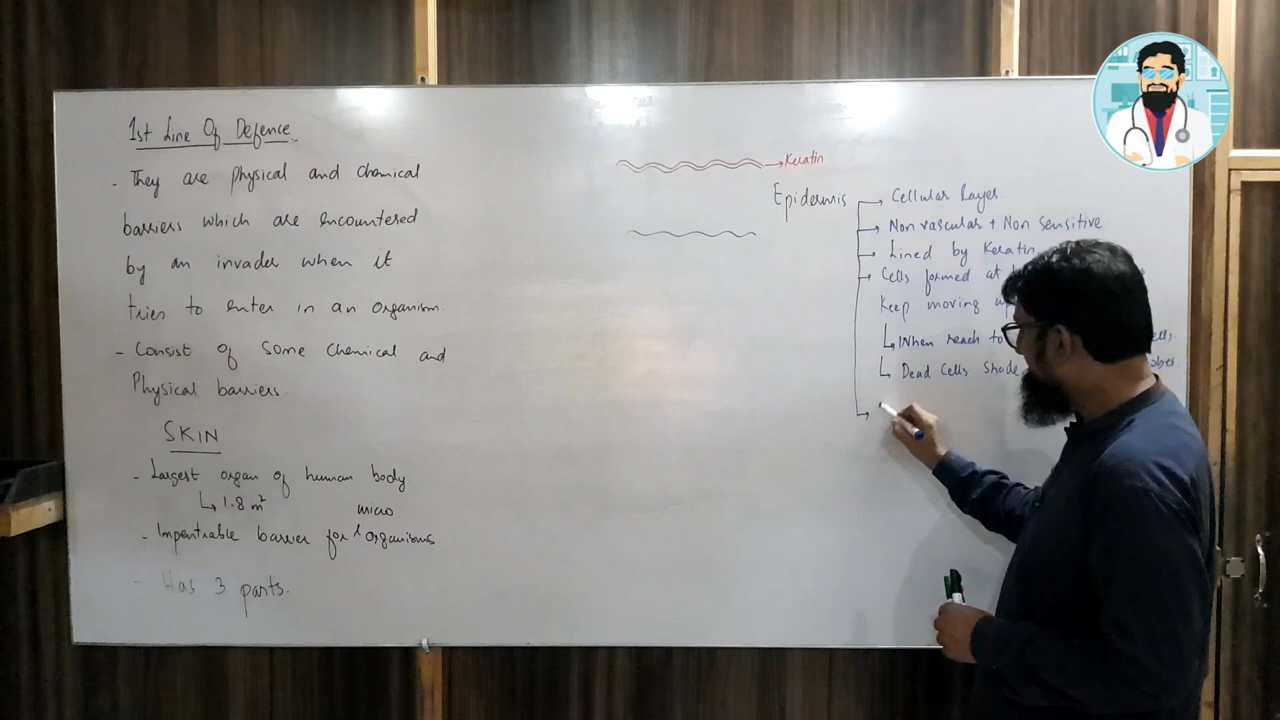 1st Line Of Defence.
- They are Physical and chemical
barriers which are encountered
by an invader when it
tries to enter in an organism.
- Consist of some chemical and
Physical barriers.
SKIN
- Largest organ of human body
↳ 1.8 m²
micro
- Impentrable barrier for organisms.
- Has 3 parts.
→ Keratin
Epidermis
→ Cellular Layer.
→ Non vascular + Non Sensitive
→ Lined by Keratin
→ Cells formed at
Keep moving
↳ When reach to
↳ Dead Cells Shade